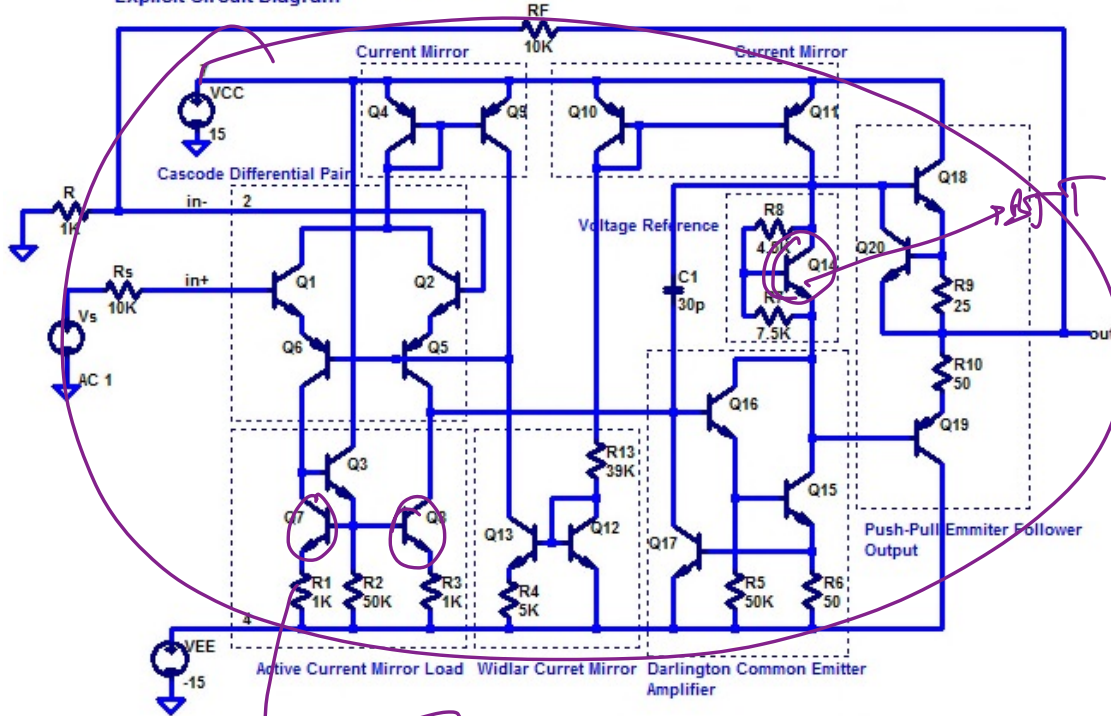 Explicit Circuit Diagram
RF
10K
Current Mirror
Current Mirror
VCC
15
Q4
Q9
Q10
Q11
Cascode Differential Pair
R
1K
in-
2
Q18
Voltage Reference
R8
Q14
Q20
Rs
10K
in+
Q1
Q2
C1
30p
R7
7.5K
R9
25
Vs
AC 1
Q6
Q5
out
R10
50
Q16
Q19
Q3
R13
39K
Q7
Q8
Q13
Q12
Q15
Q17
Push-Pull Emmiter Follower
Output
R1
1K
R2
50K
R3
1K
R4
5K
R5
50K
R6
50
4
VEE
-15
Active Current Mirror Load
Widlar Curret Mirror
Darlington Common Emitter
Amplifier